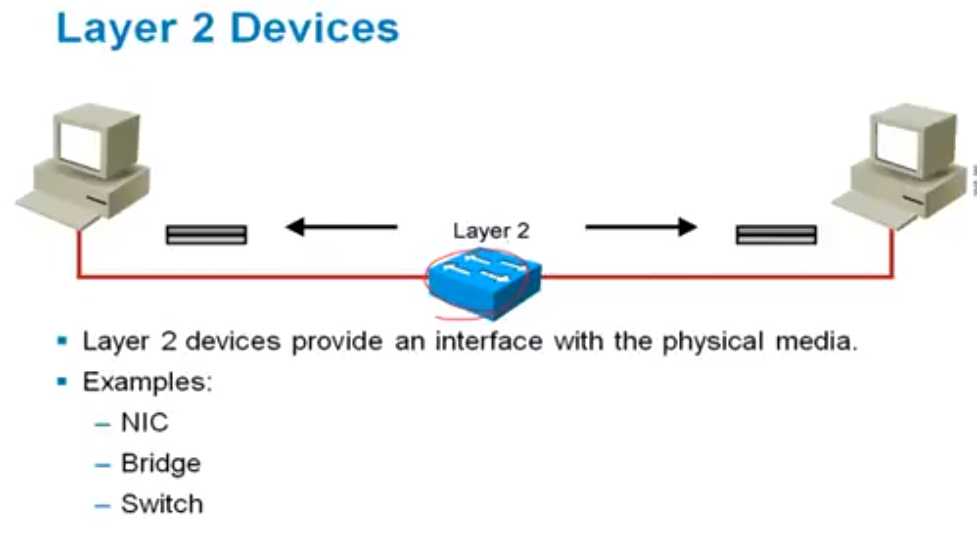 Layer 2 Devices
Layer 2
▪ Layer 2 devices provide an interface with the physical media.
▪ Examples:
– NIC
– Bridge
– Switch